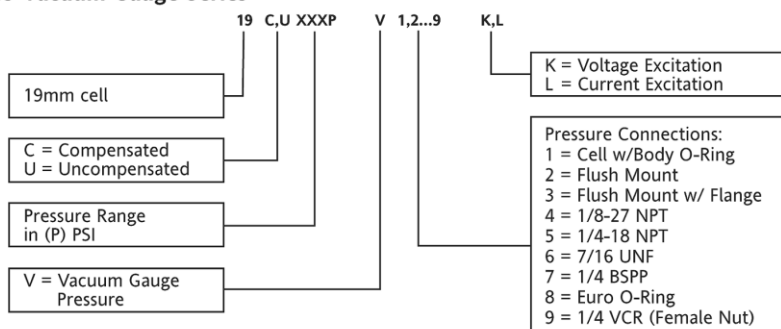 19 C,U XXXP V 1,2...9 K,L
19mm cell
C = Compensated
U = Uncompensated
Pressure Range
in (P) PSI
V = Vacuum Gauge
Pressure
K = Voltage Excitation
L = Current Excitation
Pressure Connections:
1 = Cell w/Body O-Ring
2 = Flush Mount
3 = Flush Mount w/ Flange
4 = 1/8-27 NPT
5 = 1/4-18 NPT
6 = 7/16 UNF
7 = 1/4 BSPP
8 = Euro O-Ring
9 = 1/4 VCR (Female Nut)